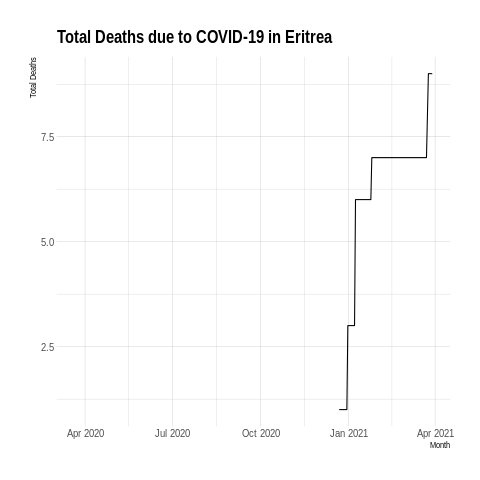 Total Deaths due to COVID-19 in Eritrea
Total Deaths
7.5
5.0
2.5
Apr 2020 Jul 2020 Oct 2020 Jan 2021 Apr 2021
Month